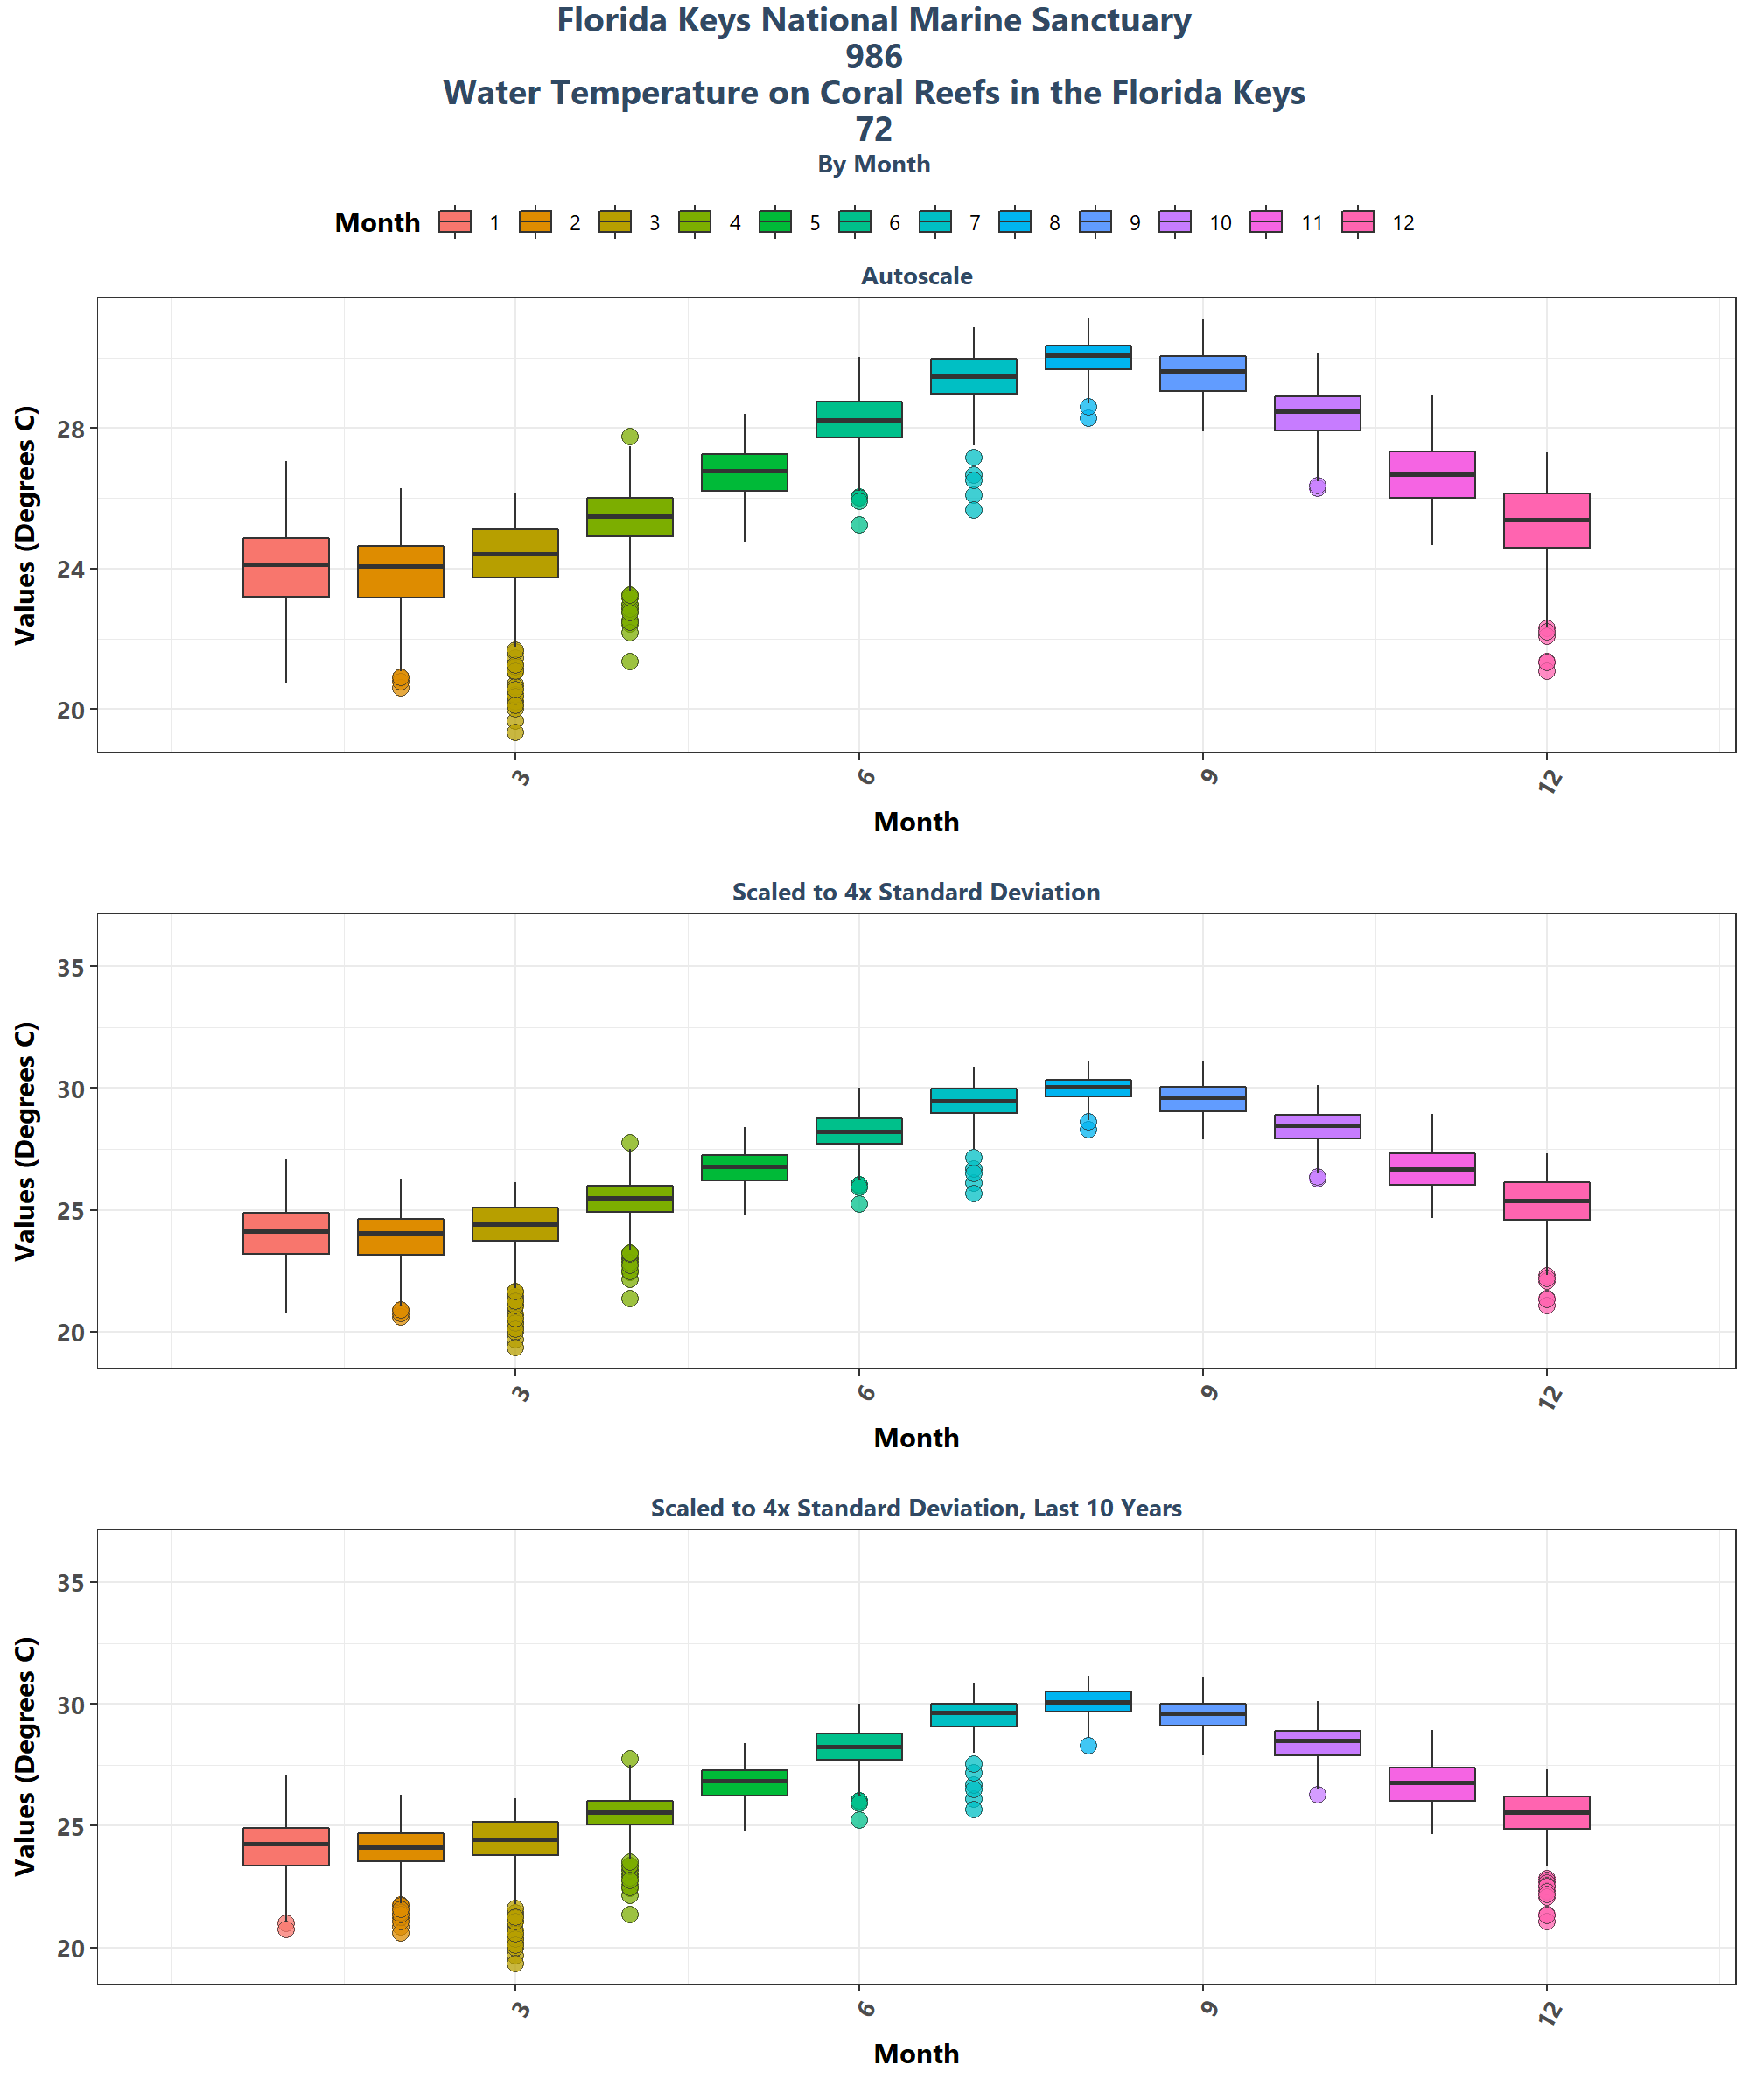 Florida Keys National Marine Sanctuary
986
Water Temperature on Coral Reefs in the Florida Keys
72
By Month
Month 1 2 3 4 5 6 7 8 9 10 11 12
Autoscale
Values (Degrees C)
28
24
20
3 6 9 12
Month
Scaled to 4x Standard Deviation
Values (Degrees C)
35
30
25
20
3 6 9 12
Month
Scaled to 4x Standard Deviation, Last 10 Years
Values (Degrees C)
35
30
25
20
3 6 9 12
Month